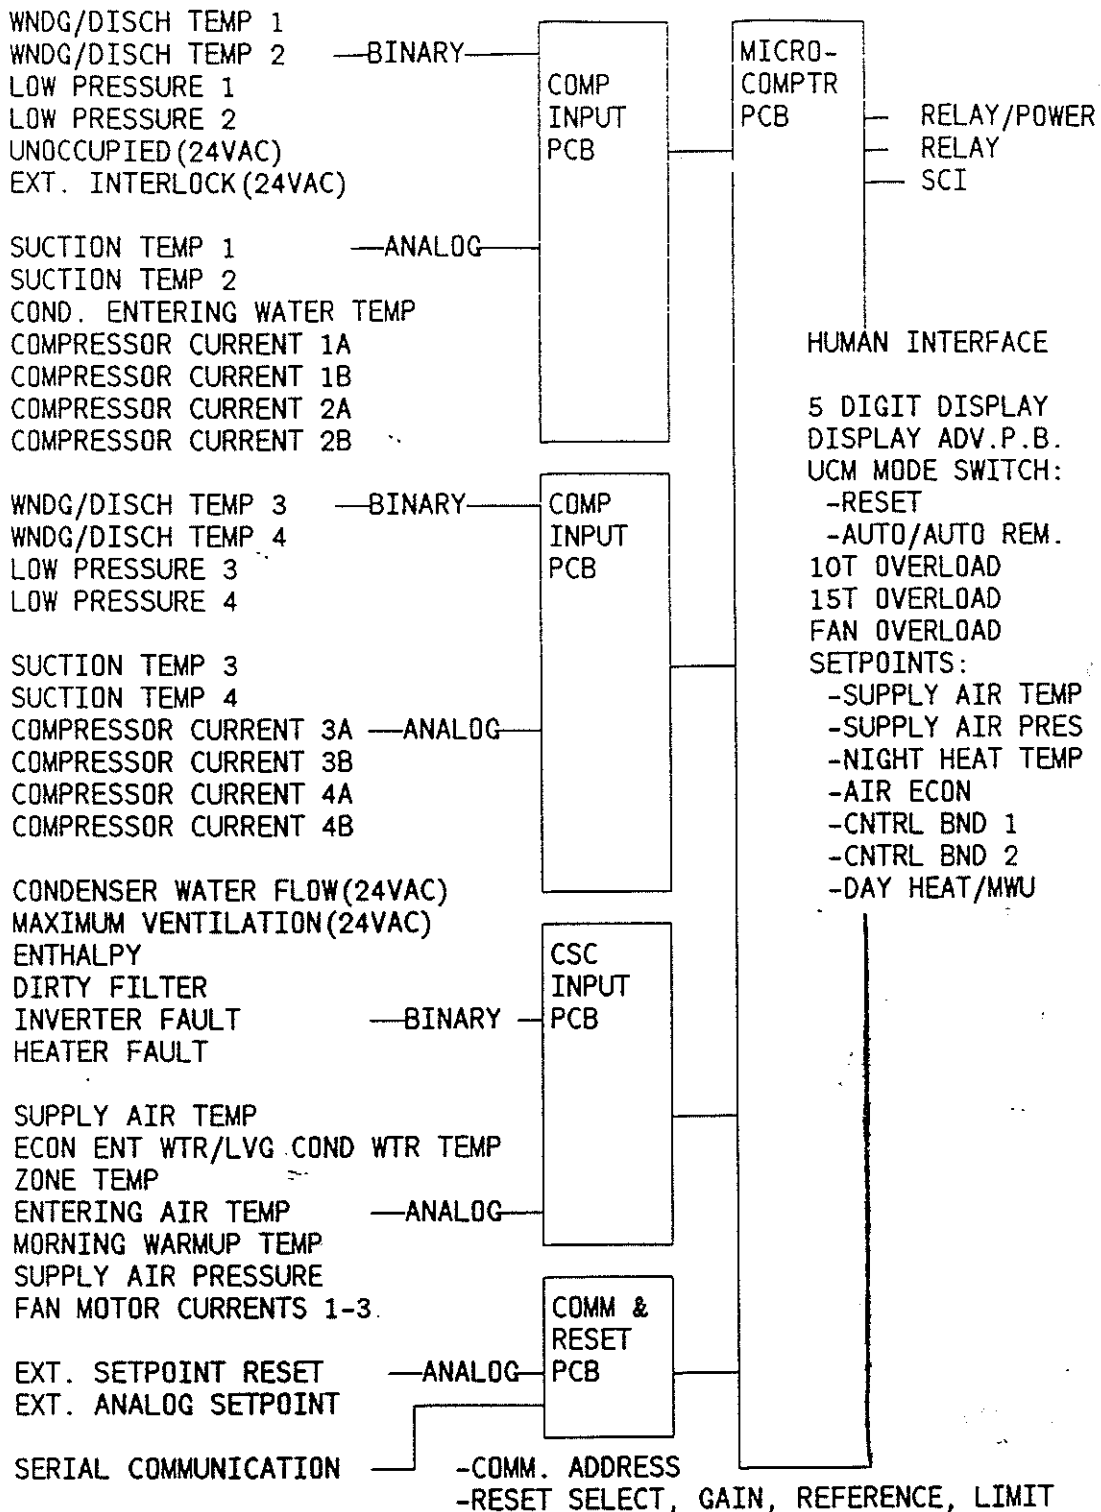 WNDG/DISCH TEMP 1
WNDG/DISCH TEMP 2 BINARY
LOW PRESSURE 1
LOW PRESSURE 2
UNOCCUPIED(24VAC)
EXT. INTERLOCK(24VAC)
SUCTION TEMP 1 ANALOG
SUCTION TEMP 2
COND. ENTERING WATER TEMP
COMPRESSOR CURRENT 1A
COMPRESSOR CURRENT 1B
COMPRESSOR CURRENT 2A
COMPRESSOR CURRENT 2B
COMP
INPUT
PCB
MICRO-
COMPTR
PCB
RELAY/POWER
RELAY
SCI
WNDG/DISCH TEMP 3 BINARY
WNDG/DISCH TEMP 4
LOW PRESSURE 3
LOW PRESSURE 4
SUCTION TEMP 3
SUCTION TEMP 4
COMPRESSOR CURRENT 3A ANALOG
COMPRESSOR CURRENT 3B
COMPRESSOR CURRENT 4A
COMPRESSOR CURRENT 4B
COMP
INPUT
PCB
HUMAN INTERFACE
5 DIGIT DISPLAY
DISPLAY ADV.P.B.
UCM MODE SWITCH:
-RESET
-AUTO/AUTO REM.
10T OVERLOAD
15T OVERLOAD
FAN OVERLOAD
SETPOINTS:
-SUPPLY AIR TEMP
-SUPPLY AIR PRES
-NIGHT HEAT TEMP
-AIR ECON
-CNTRL BND 1
-CNTRL BND 2
-DAY HEAT/MWU
CONDENSER WATER FLOW(24VAC)
MAXIMUM VENTILATION(24VAC)
ENTHALPY
DIRTY FILTER
INVERTER FAULT BINARY
HEATER FAULT
SUPPLY AIR TEMP
ECON ENT WTR/LVG COND WTR TEMP
ZONE TEMP
ENTERING AIR TEMP ANALOG
MORNING WARMUP TEMP
SUPPLY AIR PRESSURE
FAN MOTOR CURRENTS 1-3
CSC
INPUT
PCB
EXT. SETPOINT RESET ANALOG
EXT. ANALOG SETPOINT
SERIAL COMMUNICATION
COMM &
RESET
PCB
-COMM. ADDRESS
-RESET SELECT, GAIN, REFERENCE, LIMIT